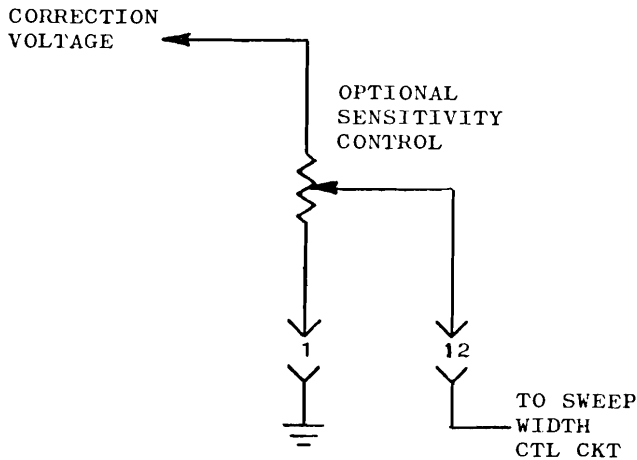 CORRECTION
VOLTAGE
OPTIONAL
SENSITIVITY
CONTROL
1
12
TO SWEEP
WIDTH
CTL CKT